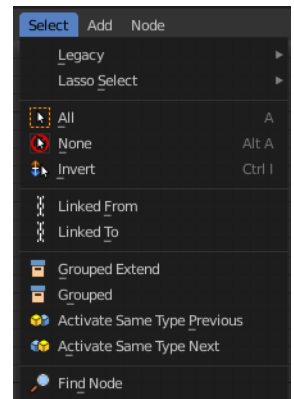 Select Add Node
Legacy
Lasso Select
All A
None Alt A
Invert Ctrl I
Linked From
Linked To
Grouped Extend
Grouped
Activate Same Type Previous
Activate Same Type Next
Find Node